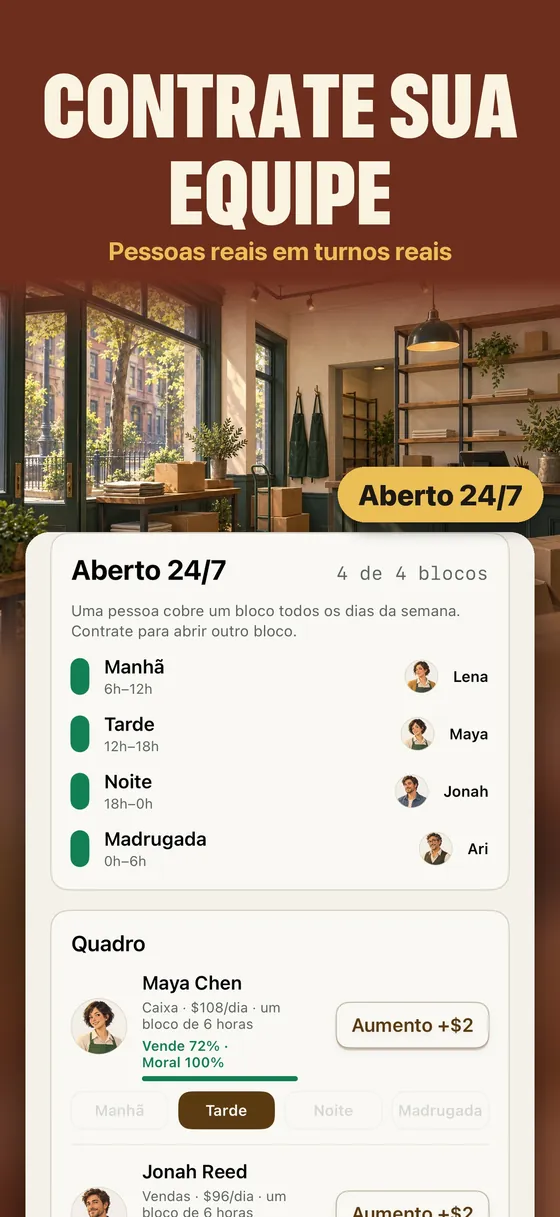 CONTRATE SUA
EQUIPE
Pessoas reais em turnos reais
Aberto 24/7
Aberto 24/7
4 de 4 blocos
Uma pessoa cobre um bloco todos os dias da semana.
Contrate para abrir outro bloco.
Manhã
6h–12h
Lena
Tarde
12h–18h
Maya
Noite
18h–0h
Jonah
Madrugada
0h–6h
Ari
Quadro
Maya Chen
Caixa · $108/dia · um
bloco de 6 horas
Vende 72% ·
Moral 100%
Aumento +$2
Manhã
Tarde
Noite
Madrugada
Jonah Reed
Vendas · $96/dia · um
bloco de 6 horas
Aumento +$2